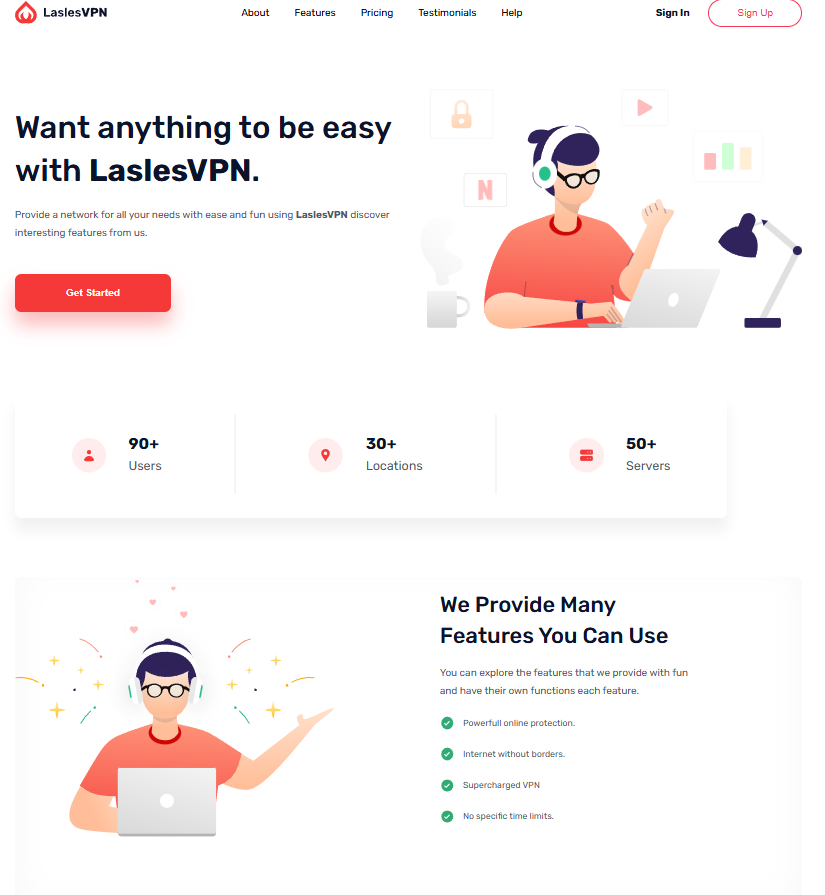 LaslesVPN
About
Features
Pricing
Testimonials
Help
Sign In
Sign Up
Want anything to be easy
with LaslesVPN.
Provide a network for all your needs with ease and fun using LaslesVPN discover
interesting features from us.
Get Started
N
90+
Users
30+
Locations
50+
Servers
We Provide Many
Features You Can Use
You can explore the features that we provide with fun
and have their own functions each feature.
Powerfull online protection.
Internet without borders.
Supercharged VPN
No specific time limits.